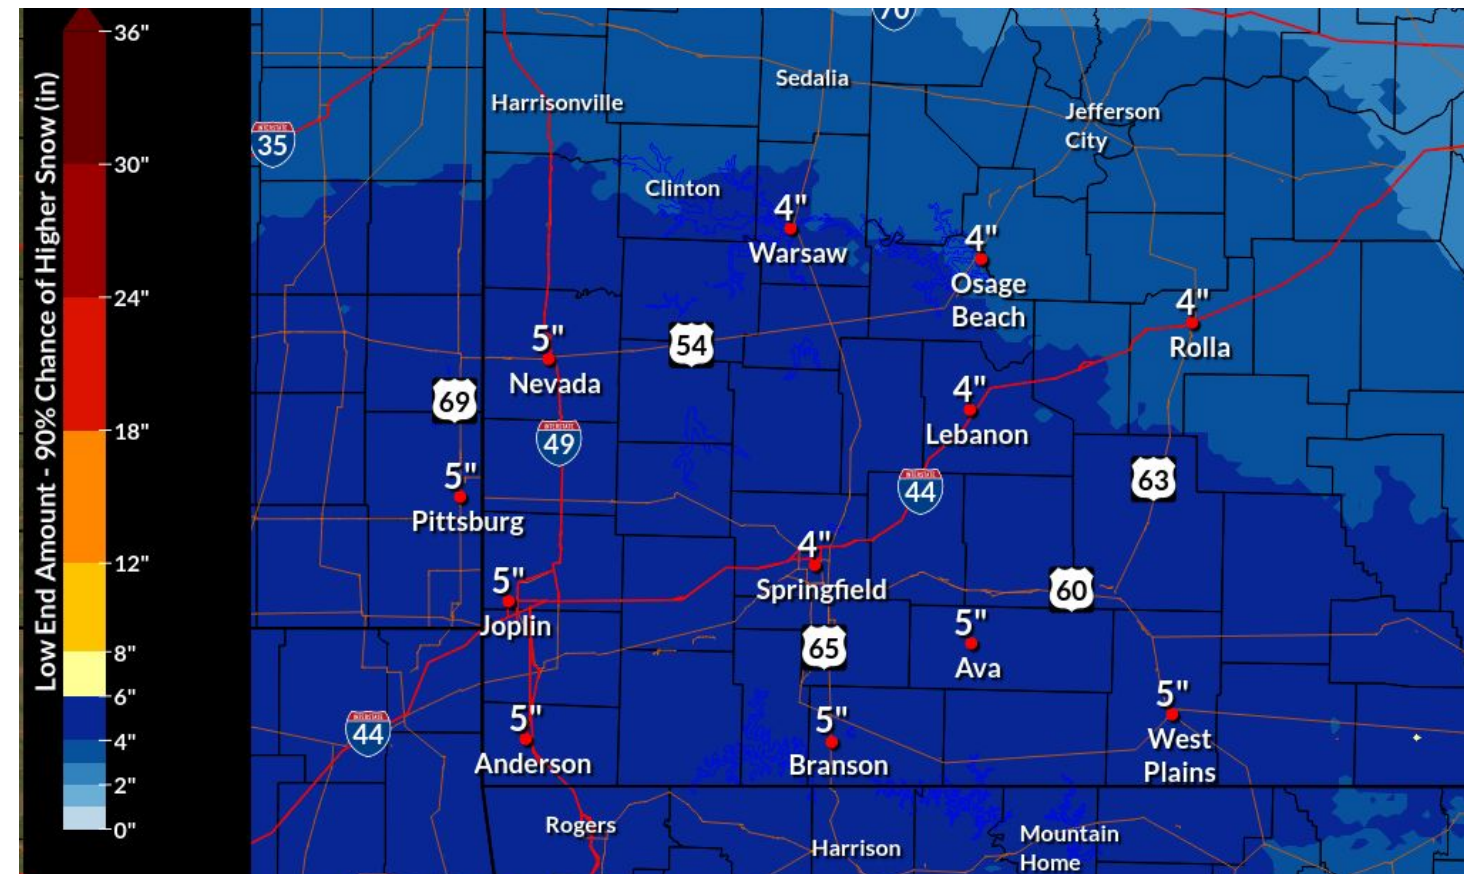 Low End Amount - 90% Chance of Higher Snow (in)
36"
30"
24"
18"
12"
8"
6"
4"
2"
0"
70
Sedalia
Harrisonville
Jefferson
City
35
Clinton
4"
Warsaw
4"
Osage
Beach
4"
Rolla
5"
Nevada
54
69
4"
Lebanon
49
5"
Pittsburg
44
63
4"
Springfield
5"
Joplin
60
5"
Ava
65
5"
West
Plains
5"
Anderson
5"
Branson
44
Rogers
Harrison
Mountain
Home